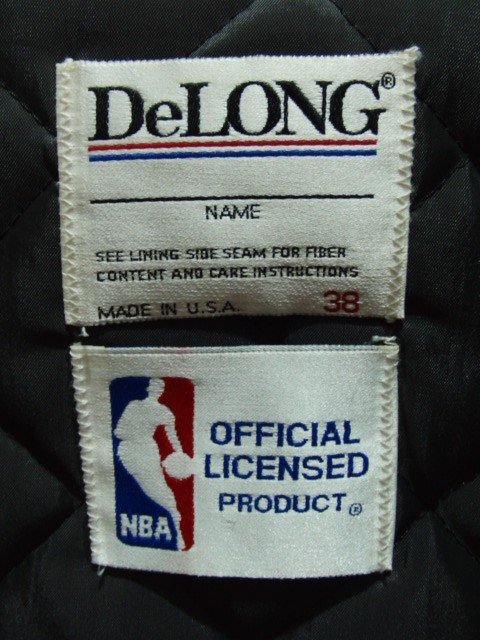 DeLONG®
NAME
SEE LINING SIDE SEAM FOR FIBER
CONTENT AND CARE INSTRUCTIONS
MADE IN U.S.A. 38
OFFICIAL
LICENSED
PRODUCT®
NBA